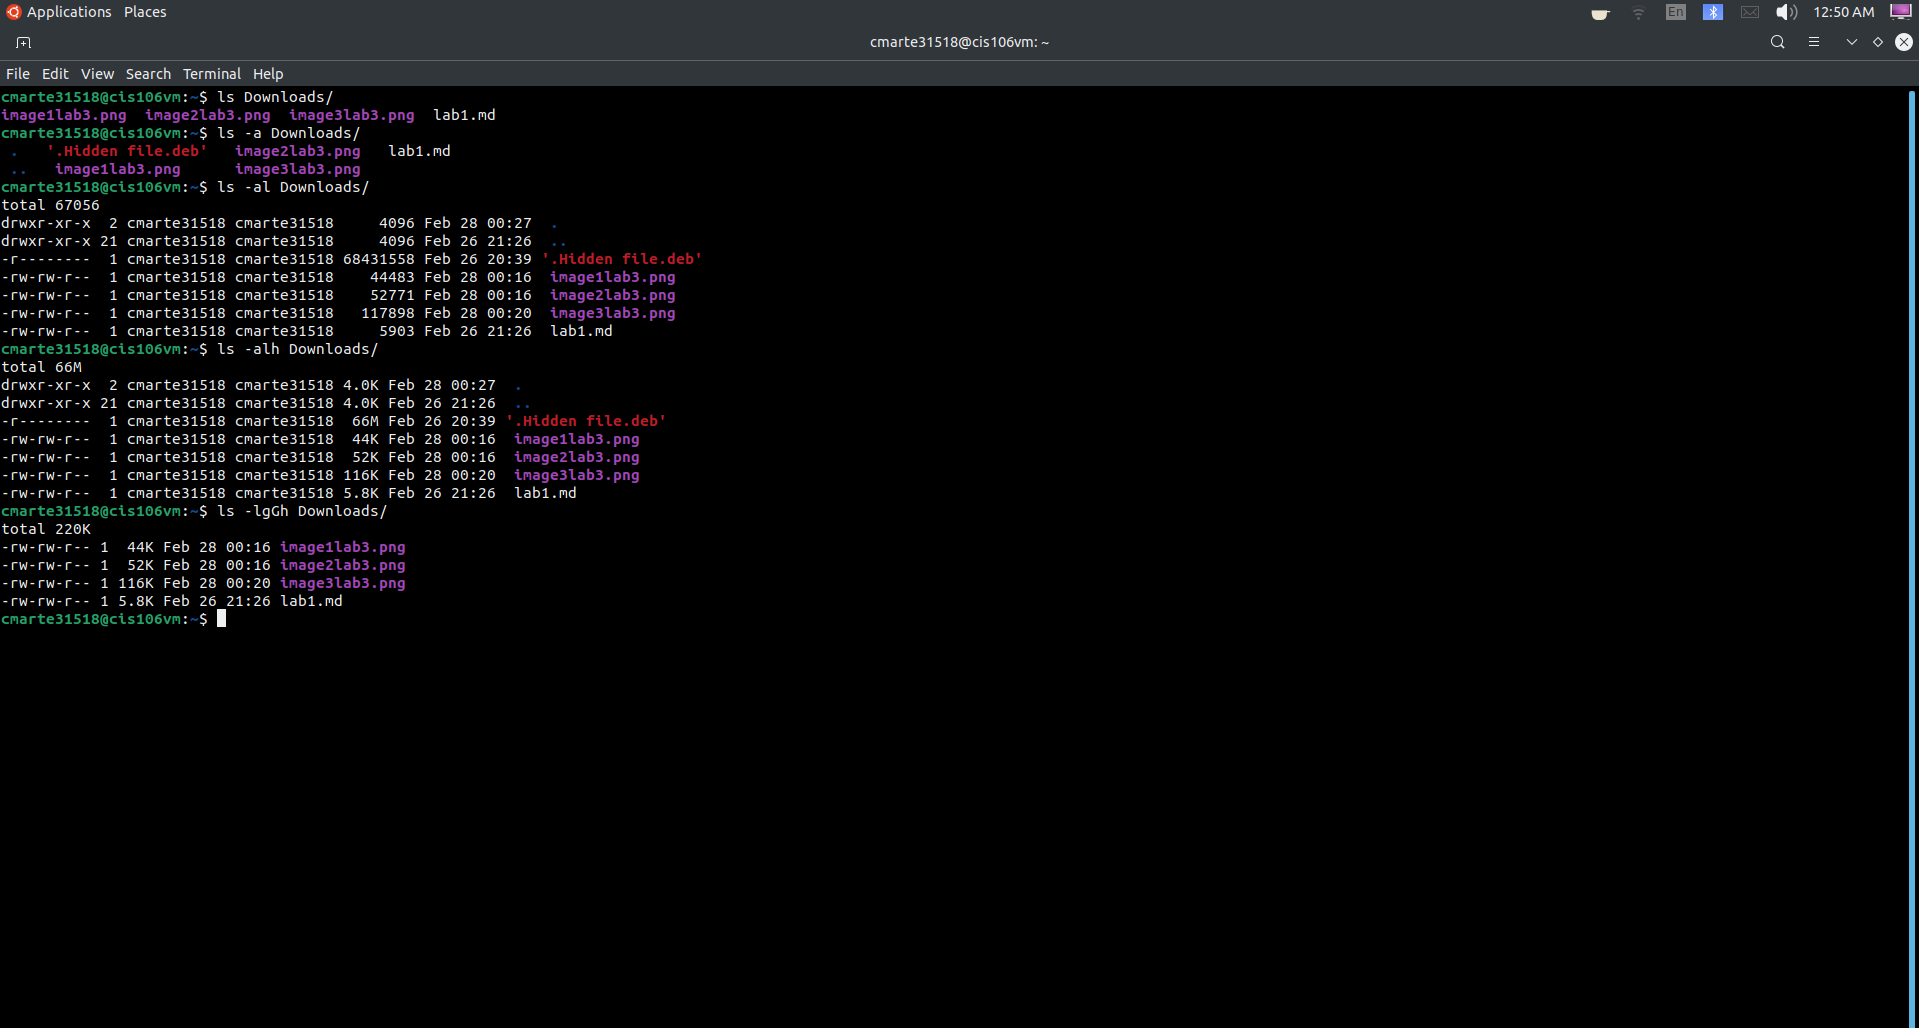 Applications Places En 12:50 AM
cmarte31518@cis106vm: ~
File Edit View Search Terminal Help
cmarte31518@cis106vm:~$ ls Downloads/
image1lab3.png  image2lab3.png  image3lab3.png  lab1.md
cmarte31518@cis106vm:~$ ls -a Downloads/
 .   '.Hidden file.deb'   image2lab3.png   lab1.md
 ..   image1lab3.png      image3lab3.png
cmarte31518@cis106vm:~$ ls -al Downloads/
total 67056
drwxr-xr-x  2 cmarte31518 cmarte31518     4096 Feb 28 00:27  .
drwxr-xr-x 21 cmarte31518 cmarte31518     4096 Feb 26 21:26  ..
-r--------  1 cmarte31518 cmarte31518 68431558 Feb 26 20:39 '.Hidden file.deb'
-rw-rw-r--  1 cmarte31518 cmarte31518    44483 Feb 28 00:16  image1lab3.png
-rw-rw-r--  1 cmarte31518 cmarte31518    52771 Feb 28 00:16  image2lab3.png
-rw-rw-r--  1 cmarte31518 cmarte31518   117898 Feb 28 00:20  image3lab3.png
-rw-rw-r--  1 cmarte31518 cmarte31518     5903 Feb 26 21:26  lab1.md
cmarte31518@cis106vm:~$ ls -alh Downloads/
total 66M
drwxr-xr-x  2 cmarte31518 cmarte31518 4.0K Feb 28 00:27  .
drwxr-xr-x 21 cmarte31518 cmarte31518 4.0K Feb 26 21:26  ..
-r--------  1 cmarte31518 cmarte31518  66M Feb 26 20:39 '.Hidden file.deb'
-rw-rw-r--  1 cmarte31518 cmarte31518  44K Feb 28 00:16  image1lab3.png
-rw-rw-r--  1 cmarte31518 cmarte31518  52K Feb 28 00:16  image2lab3.png
-rw-rw-r--  1 cmarte31518 cmarte31518 116K Feb 28 00:20  image3lab3.png
-rw-rw-r--  1 cmarte31518 cmarte31518 5.8K Feb 26 21:26  lab1.md
cmarte31518@cis106vm:~$ ls -lgGh Downloads/
total 220K
-rw-rw-r-- 1  44K Feb 28 00:16 image1lab3.png
-rw-rw-r-- 1  52K Feb 28 00:16 image2lab3.png
-rw-rw-r-- 1 116K Feb 28 00:20 image3lab3.png
-rw-rw-r-- 1 5.8K Feb 26 21:26 lab1.md
cmarte31518@cis106vm:~$